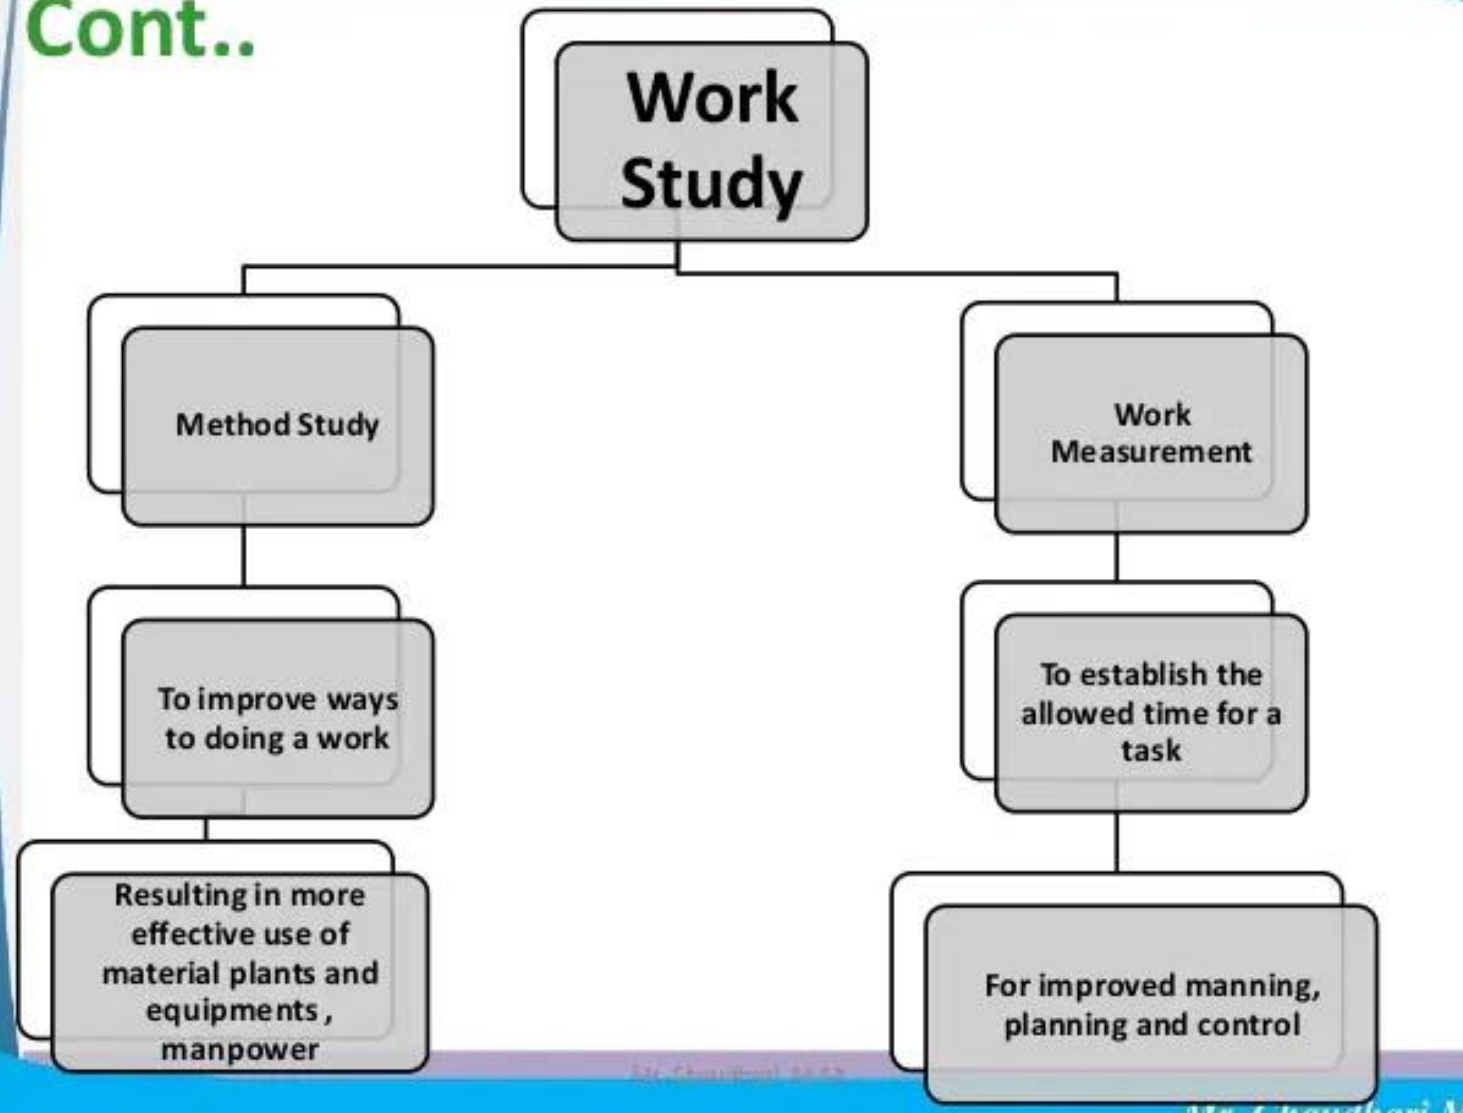 Cont..
Work
Study
Method Study
Work
Measurement
To improve ways
to doing a work
To establish the
allowed time for a
task
Resulting in more
effective use of
material plants and
equipments ,
manpower
For improved manning,
planning and control